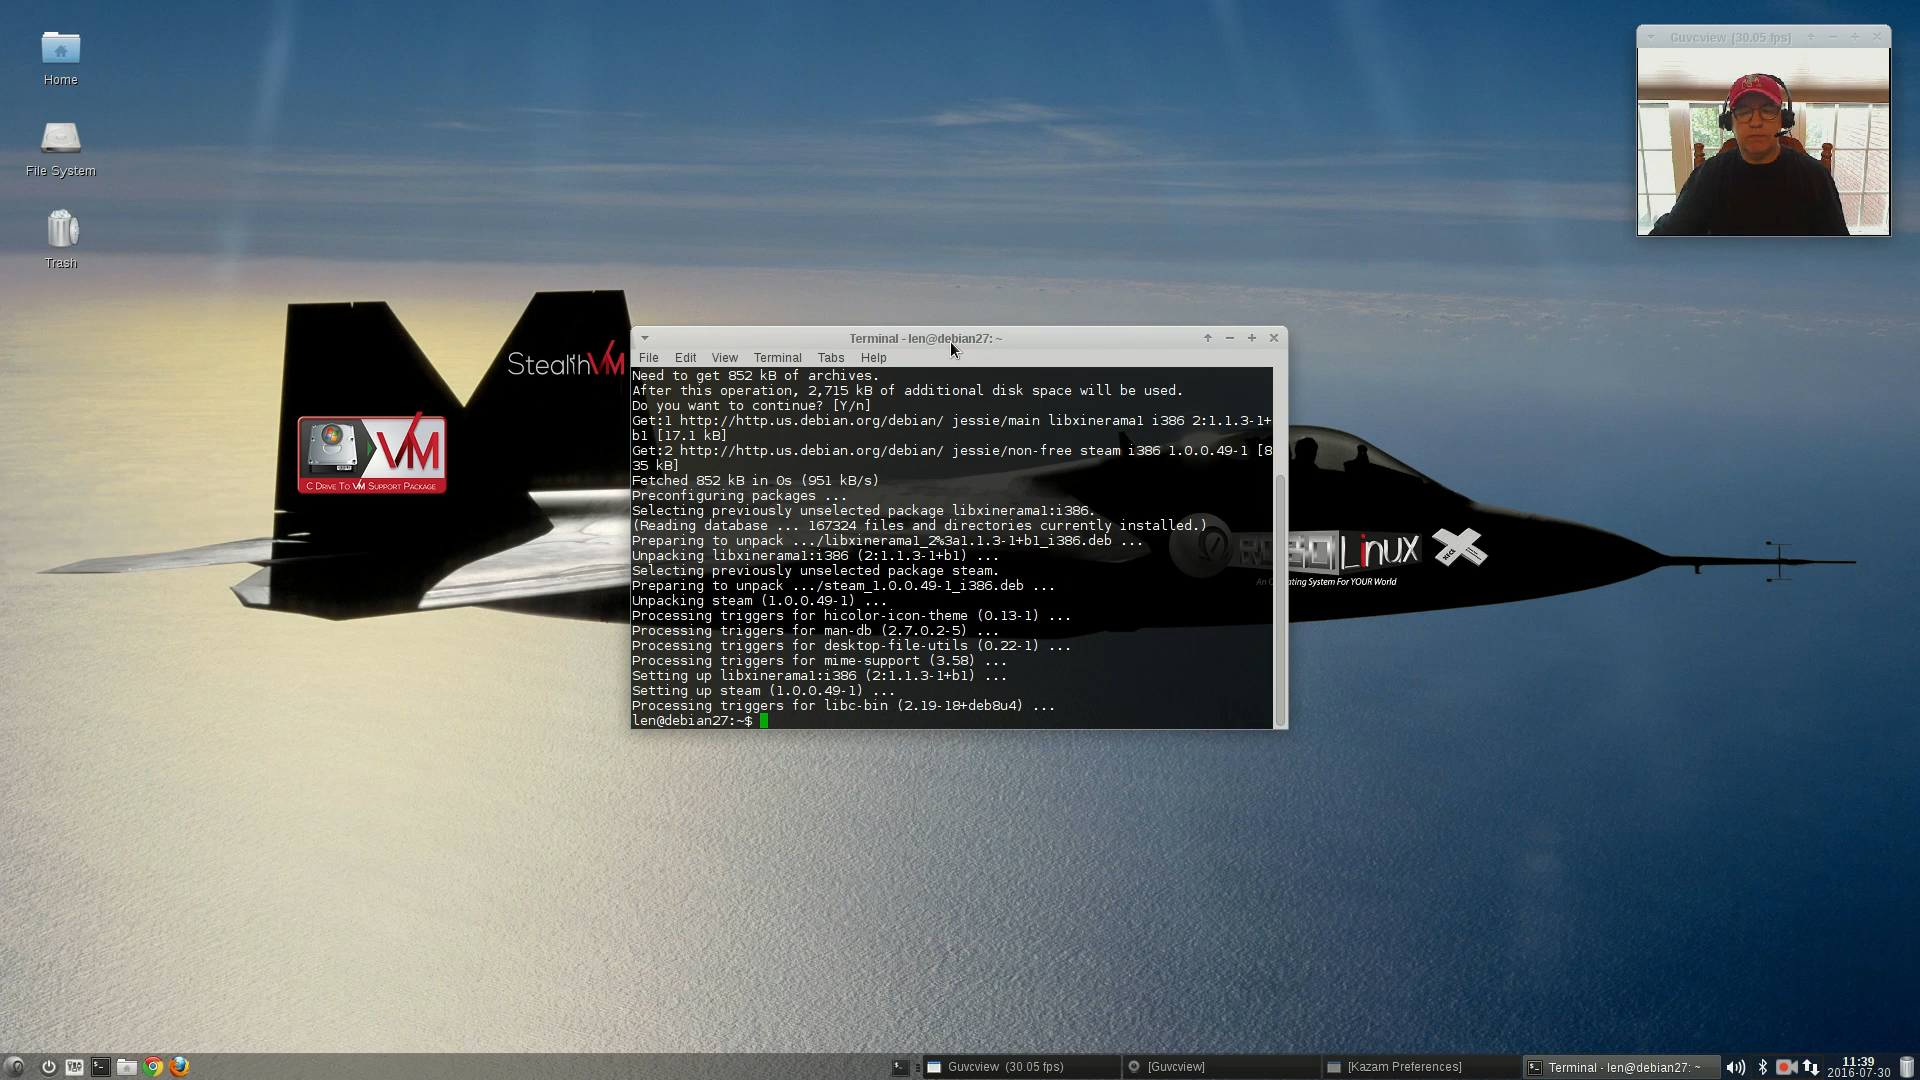 Home
File System
Trash
Guvcview (30.05 fps)
StealthVM
VM
C Drive To VM Support Package
Terminal - len@debian27: ~
File Edit View Terminal Tabs Help
Need to get 852 kB of archives.
After this operation, 2,715 kB of additional disk space will be used.
Do you want to continue? [Y/n]
Get:1 http://http.us.debian.org/debian/ jessie/main libxinerama1 i386 2:1.1.3-1+
b1 [17.1 kB]
Get:2 http://http.us.debian.org/debian/ jessie/non-free steam i386 1.0.0.49-1 [8
35 kB]
Fetched 852 kB in 0s (951 kB/s)
Preconfiguring packages ...
Selecting previously unselected package libxinerama1:i386.
(Reading database ... 167324 files and directories currently installed.)
Preparing to unpack .../libxinerama1_2%3a1.1.3-1+b1_i386.deb ...
Unpacking libxinerama1:i386 (2:1.1.3-1+b1) ...
Selecting previously unselected package steam.
Preparing to unpack .../steam_1.0.0.49-1_i386.deb ...
Unpacking steam (1.0.0.49-1) ...
Processing triggers for hicolor-icon-theme (0.13-1) ...
Processing triggers for man-db (2.7.0.2-5) ...
Processing triggers for desktop-file-utils (0.22-1) ...
Processing triggers for mime-support (3.58) ...
Setting up libxinerama1:i386 (2:1.1.3-1+b1) ...
Setting up steam (1.0.0.49-1) ...
Processing triggers for libc-bin (2.19-18+deb8u4) ...
len@debian27:~$
ROBOLinux
XFCE
System For YOUR World
Guvcview (30.05 fps)
[Guvcview]
[Kazam Preferences]
Terminal - len@debian27: ~
11:39
2016-07-30